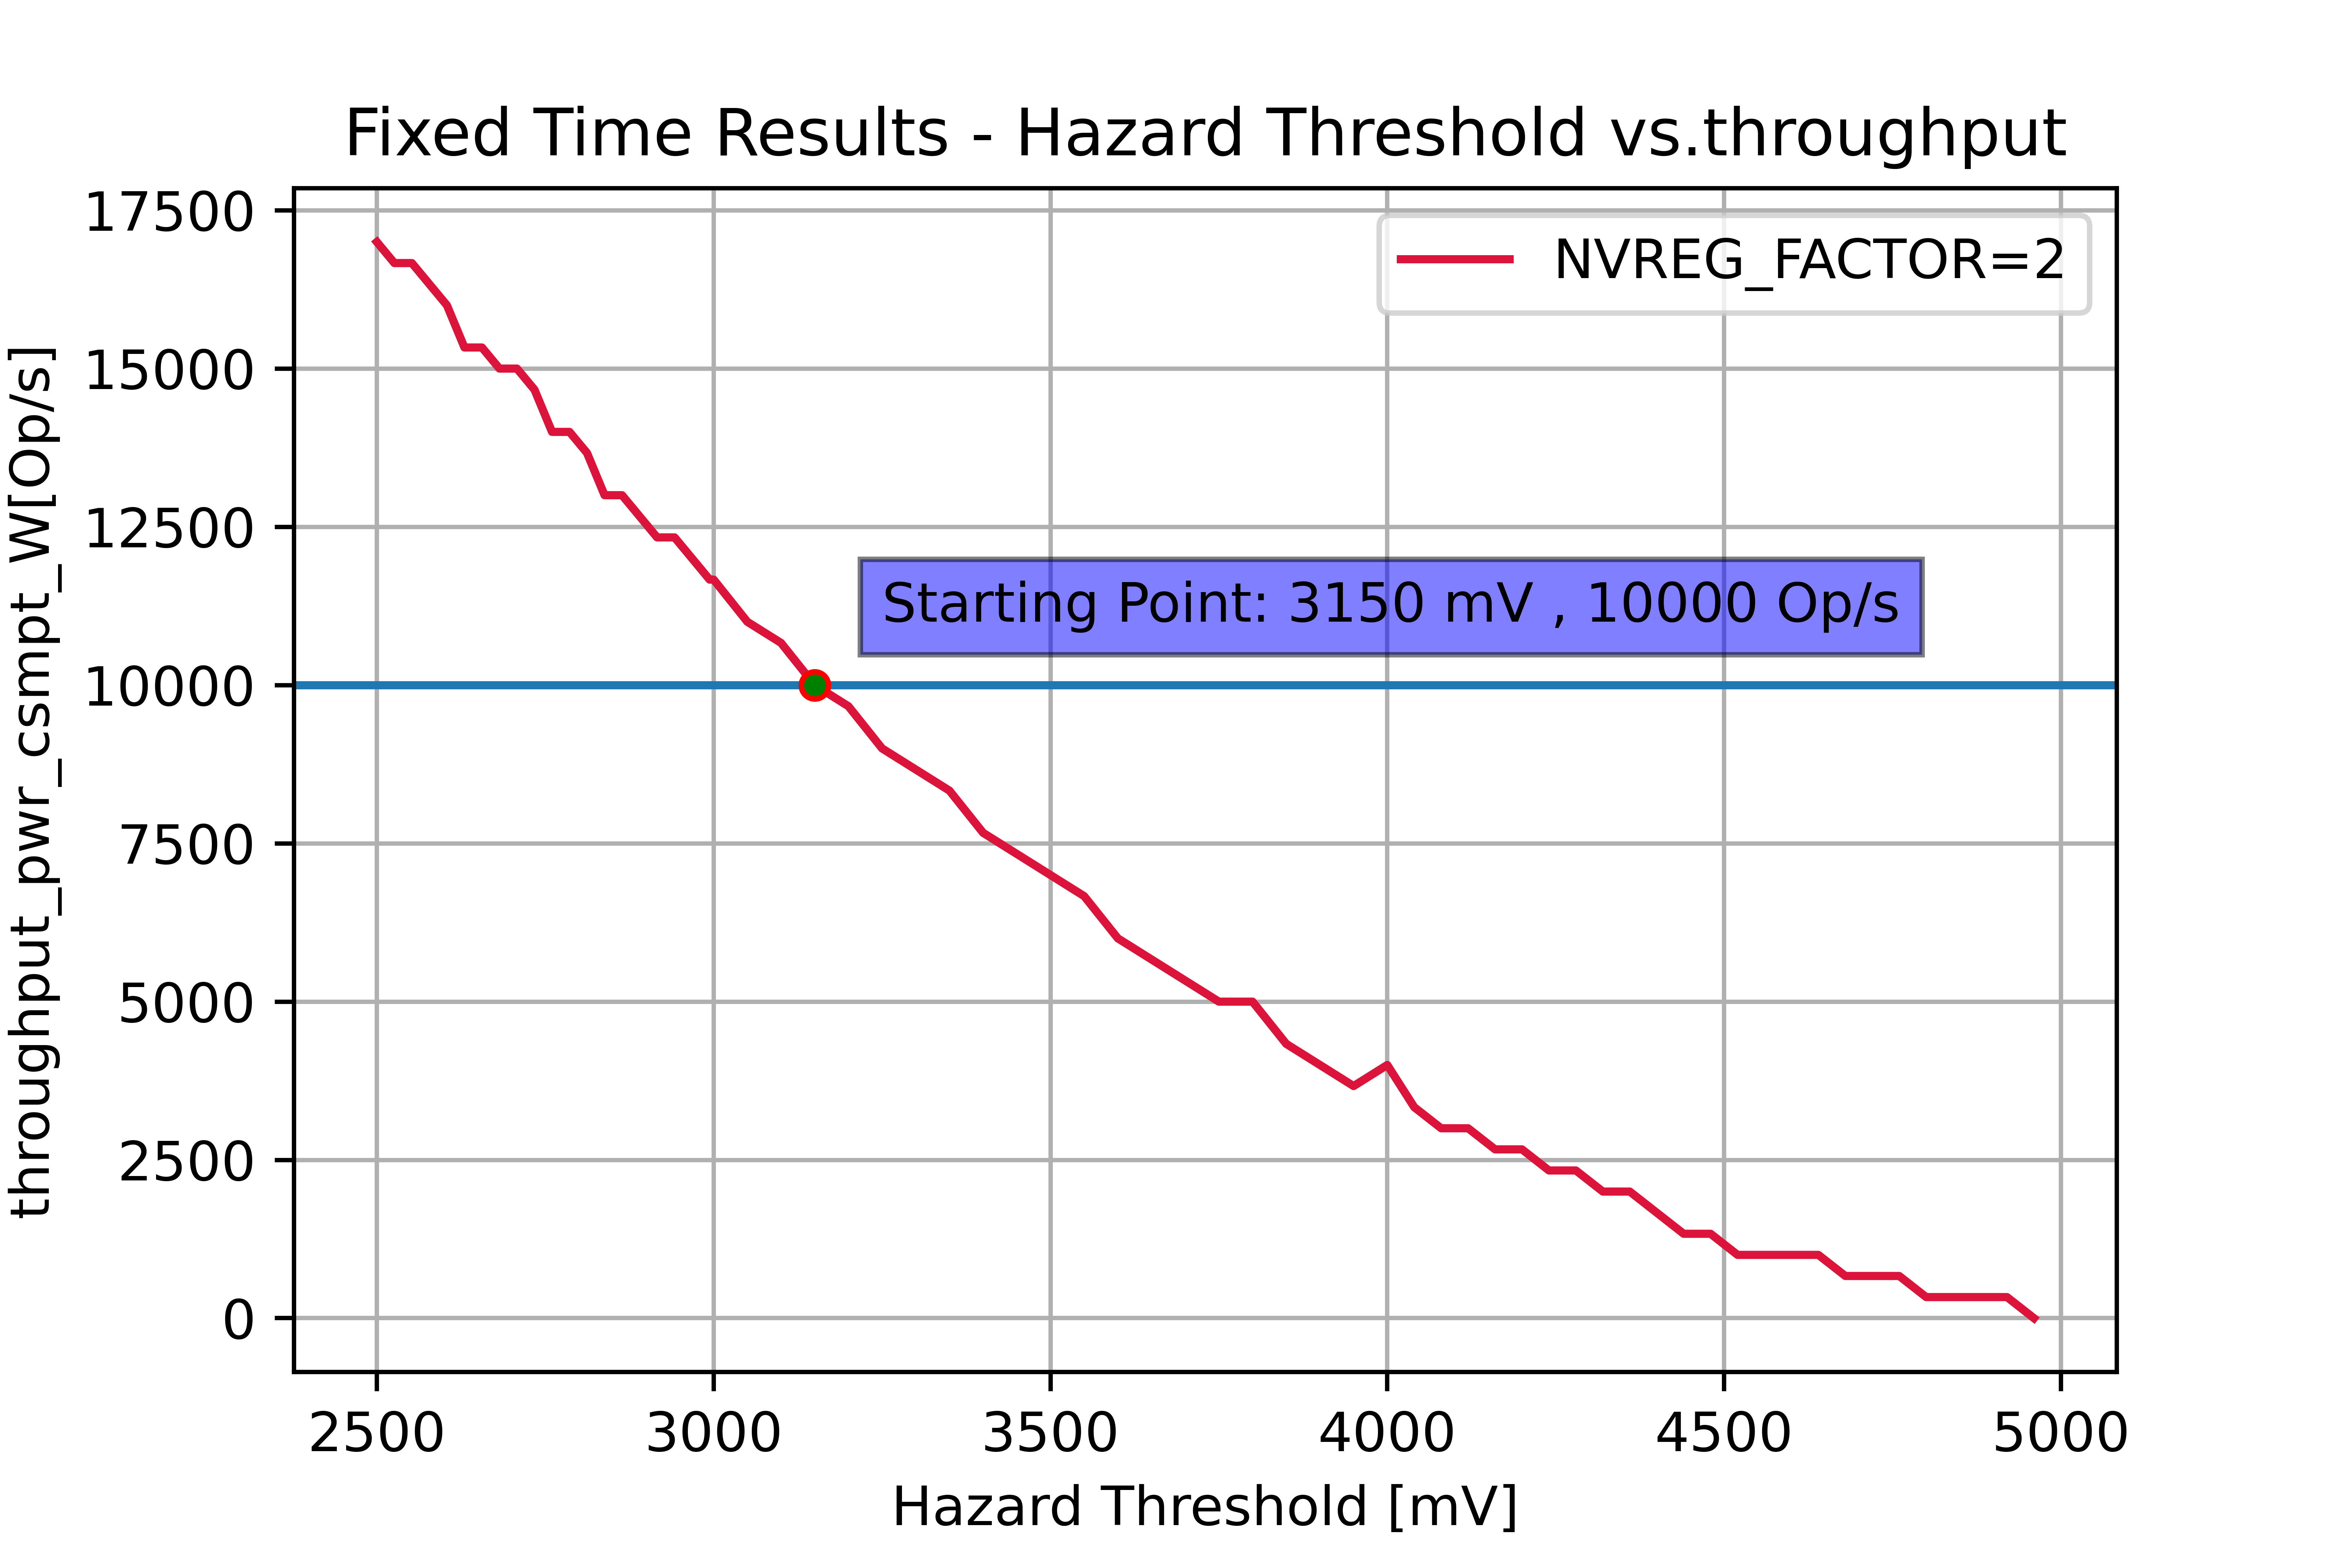 Fixed Time Results - Hazard Threshold vs.throughput
throughput_pwr_csmpt_W[Op/s]
17500
15000
12500
10000
7500
5000
2500
0
NVREG_FACTOR=2
Starting Point: 3150 mV , 10000 Op/s
2500 3000 3500 4000 4500 5000
Hazard Threshold [mV]